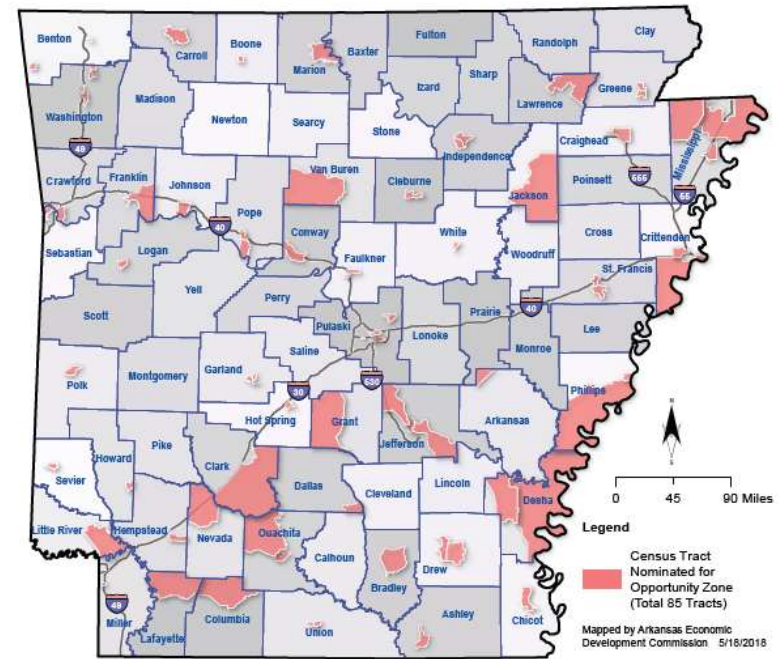 Benton
Carroll
Boone
Marion
Baxter
Fulton
Randolph
Clay
Izard
Sharp
Lawrence
Greene
Washington
Madison
Newton
Searcy
Stone
Independence
Craighead
Mississippi
49
Crawford
Franklin
Johnson
Van Buren
Cleburne
Jackson
Poinsett
555
55
Pope
40
Conway
White
Woodruff
Cross
Crittenden
Sebastian
Logan
Faulkner
St. Francis
Yell
Perry
Scott
Pulaski
Lonoke
Prairie
40
Monroe
Lee
Saline
Garland
Polk
Montgomery
30
530
Hot Spring
Grant
Jefferson
Arkansas
Phillips
Pike
Howard
Clark
Dallas
Sevier
Cleveland
Lincoln
Desha
Little River
Hempstead
Nevada
Ouachita
Calhoun
Bradley
Drew
49
Miller
Lafayette
Columbia
Union
Ashley
Chicot
N
0 45 90 Miles
Legend
Census Tract
Nominated for
Opportunity Zone
(Total 85 Tracts)
Mapped by Arkansas Economic
Development Commission 5/18/2018